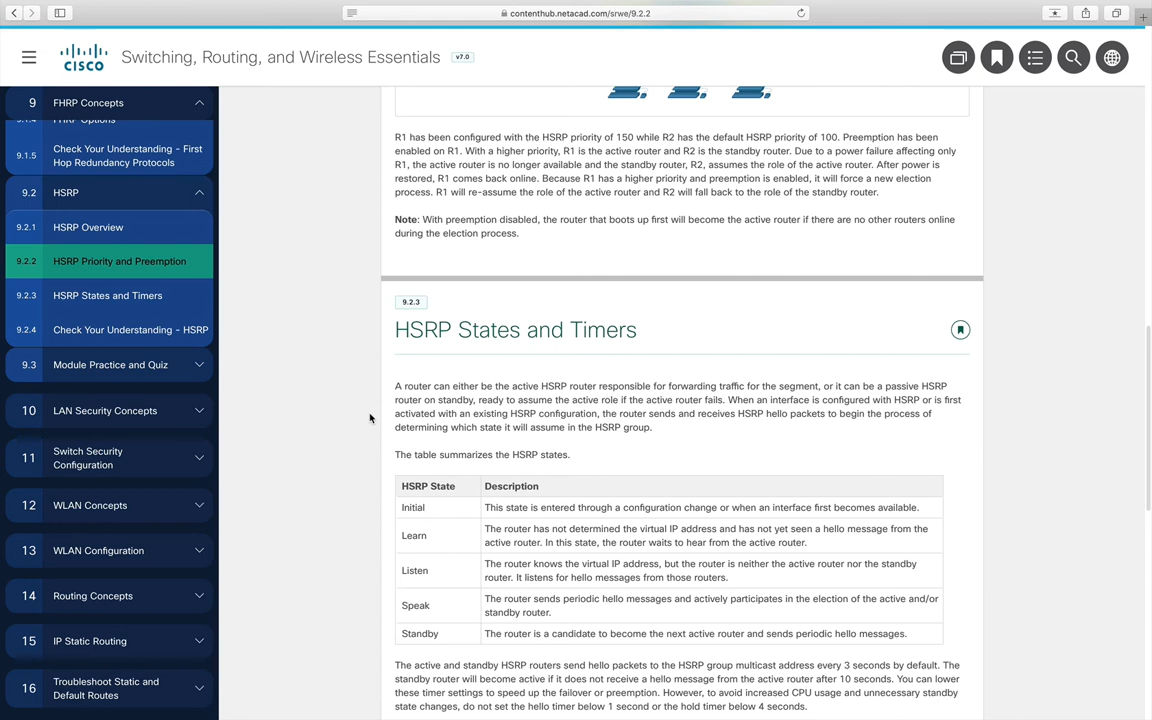 contenthub.netacad.com/srwe/9.2.2
CISCO
Switching, Routing, and Wireless Essentials
v7.0
9 FHRP Concepts
9.1.4 FHRP Options
9.1.5 Check Your Understanding - First
Hop Redundancy Protocols
9.2 HSRP
9.2.1 HSRP Overview
9.2.2 HSRP Priority and Preemption
9.2.3 HSRP States and Timers
9.2.4 Check Your Understanding - HSRP
9.3 Module Practice and Quiz
10 LAN Security Concepts
11 Switch Security
Configuration
12 WLAN Concepts
13 WLAN Configuration
14 Routing Concepts
15 IP Static Routing
16 Troubleshoot Static and
Default Routes
R1 has been configured with the HSRP priority of 150 while R2 has the default HSRP priority of 100. Preemption has been
enabled on R1. With a higher priority, R1 is the active router and R2 is the standby router. Due to a power failure affecting only
R1, the active router is no longer available and the standby router, R2, assumes the role of the active router. After power is
restored, R1 comes back online. Because R1 has a higher priority and preemption is enabled, it will force a new election
process. R1 will re-assume the role of the active router and R2 will fall back to the role of the standby router.
Note: With preemption disabled, the router that boots up first will become the active router if there are no other routers online
during the election process.
9.2.3
HSRP States and Timers
A router can either be the active HSRP router responsible for forwarding traffic for the segment, or it can be a passive HSRP
router on standby, ready to assume the active role if the active router fails. When an interface is configured with HSRP or is first
activated with an existing HSRP configuration, the router sends and receives HSRP hello packets to begin the process of
determining which state it will assume in the HSRP group.
The table summarizes the HSRP states.
HSRP State Description
Initial This state is entered through a configuration change or when an interface first becomes available.
Learn The router has not determined the virtual IP address and has not yet seen a hello message from the
active router. In this state, the router waits to hear from the active router.
Listen The router knows the virtual IP address, but the router is neither the active router nor the standby
router. It listens for hello messages from those routers.
Speak The router sends periodic hello messages and actively participates in the election of the active and/or
standby router.
Standby The router is a candidate to become the next active router and sends periodic hello messages.
The active and standby HSRP routers send hello packets to the HSRP group multicast address every 3 seconds by default. The
standby router will become active if it does not receive a hello message from the active router after 10 seconds. You can lower
these timer settings to speed up the failover or preemption. However, to avoid increased CPU usage and unnecessary standby
state changes, do not set the hello timer below 1 second or the hold timer below 4 seconds.